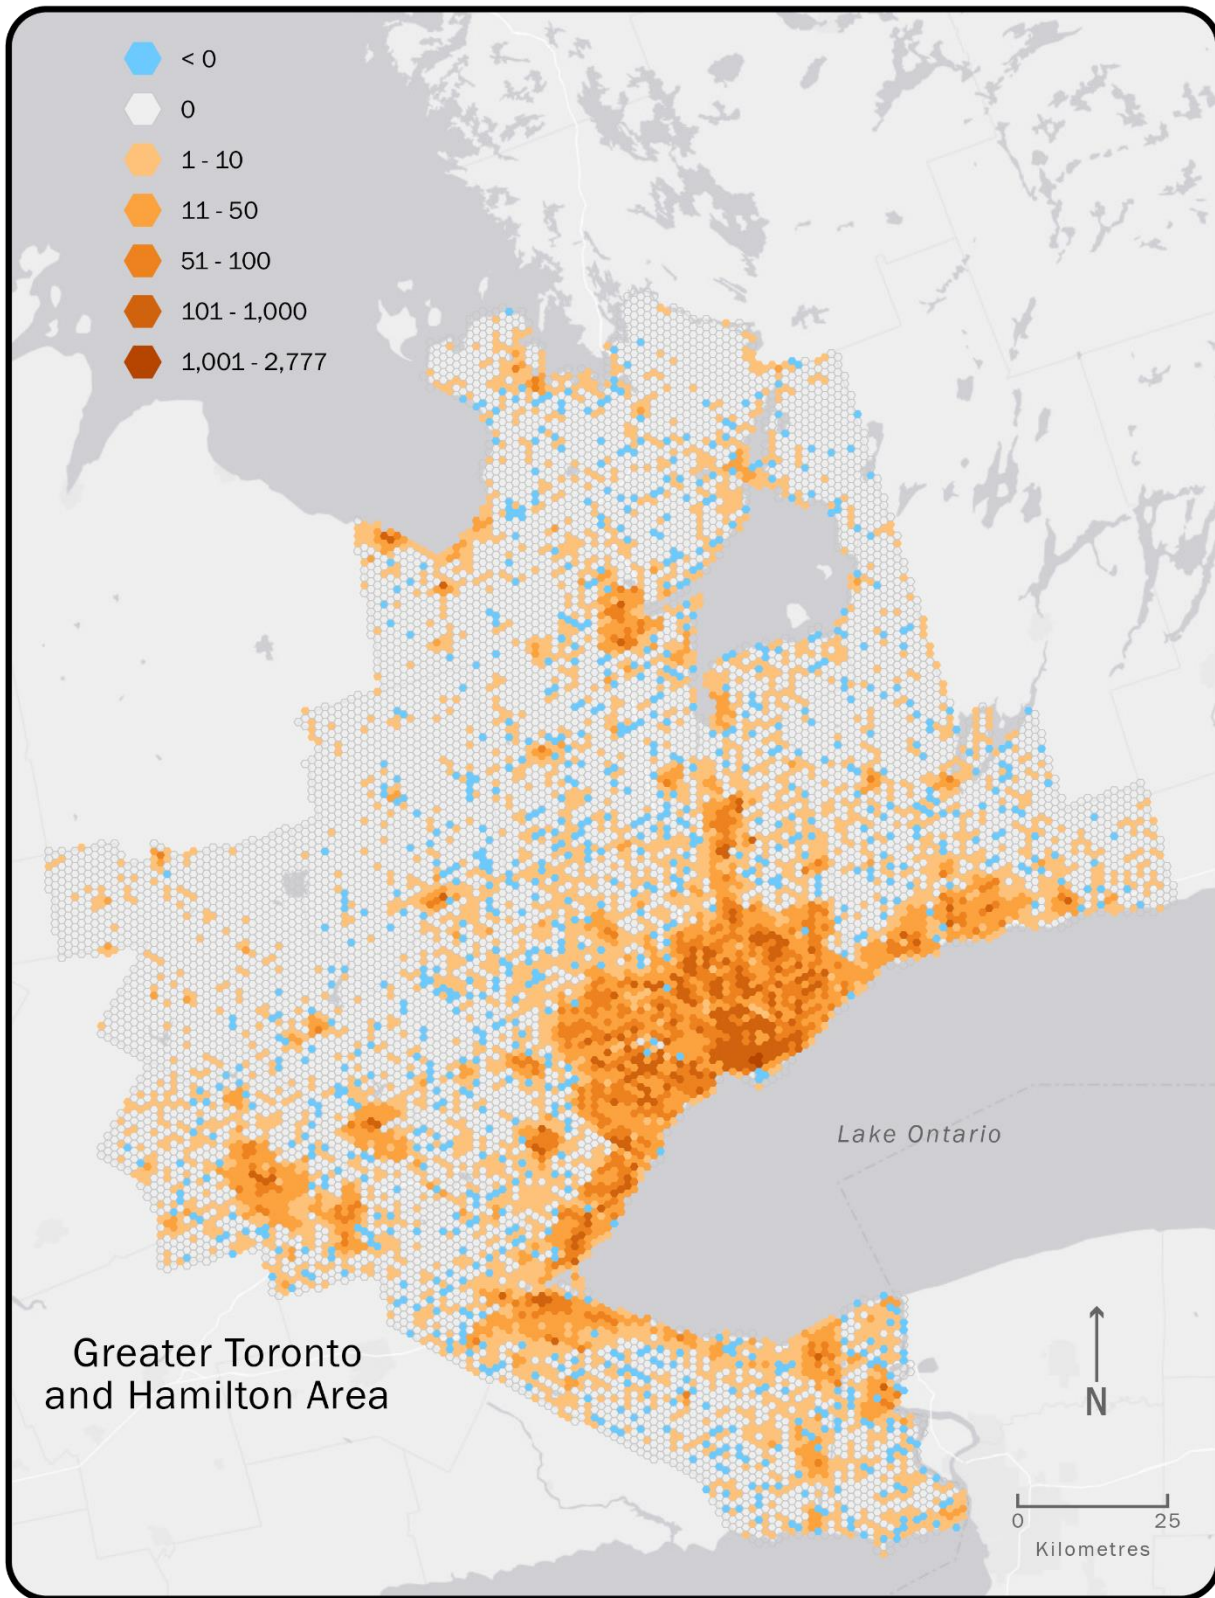 < 0
0
1 - 10
11 - 50
51 - 100
101 - 1,000
1,001 - 2,777
Lake Ontario
Greater Toronto
and Hamilton Area
N
0 25
Kilometres